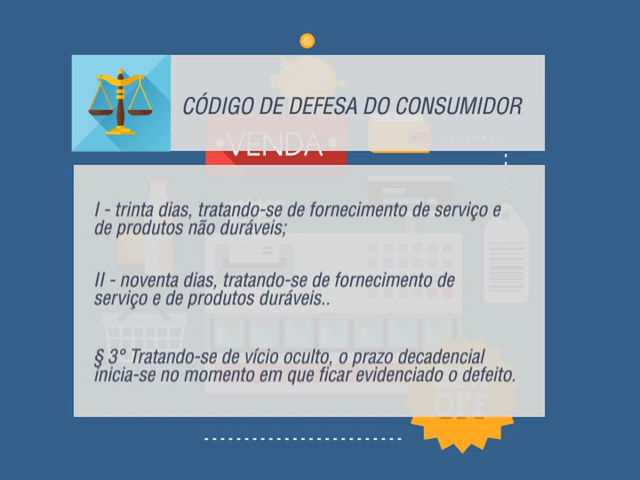 CÓDIGO DE DEFESA DO CONSUMIDOR
VENDA
I - trinta dias, tratando-se de fornecimento de serviço e
de produtos não duráveis;
II - noventa dias, tratando-se de fornecimento de
serviço e de produtos duráveis..
§ 3° Tratando-se de vício oculto, o prazo decadencial
inicia-se no momento em que ficar evidenciado o defeito.
OFF